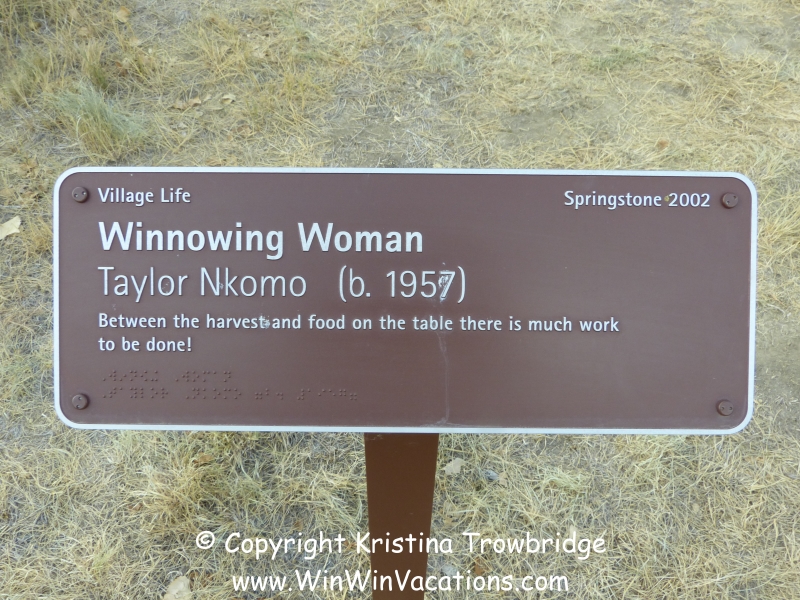 Village Life
Springstone 2002
Winnowing Woman
Taylor Nkomo (b. 1957)
Between the harvest and food on the table there is much work
to be done!
© Copyright Kristina Trowbridge
www.WinWinVacations.com